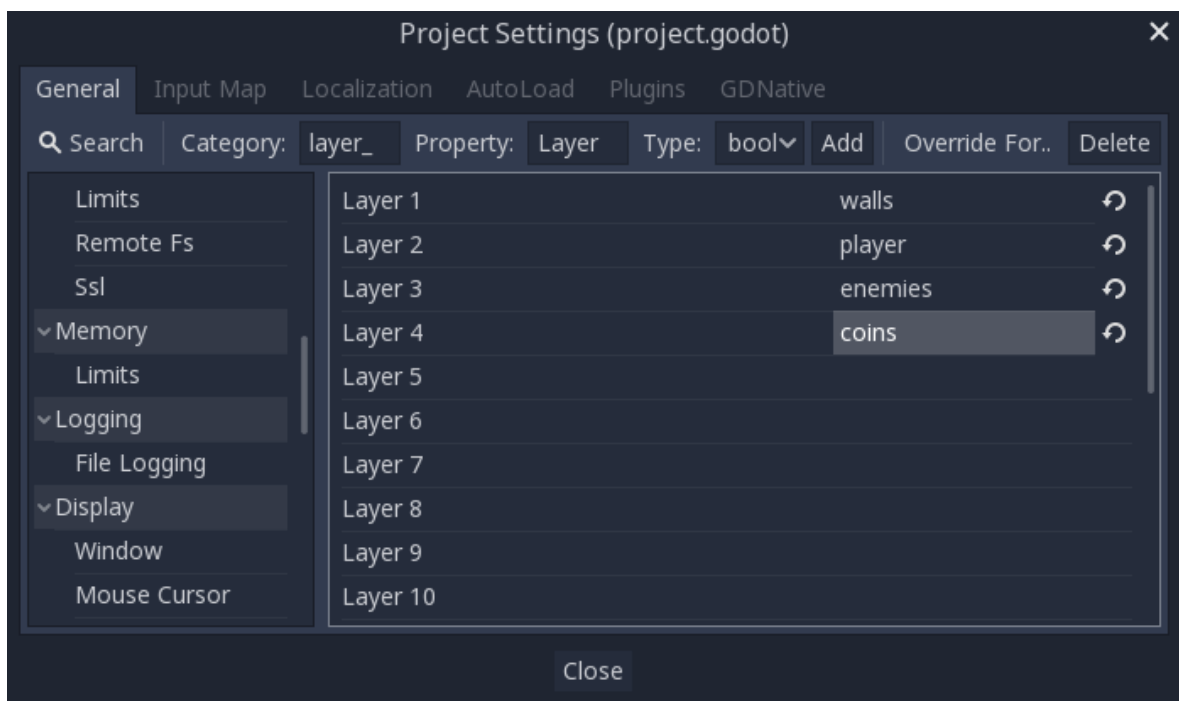 Project Settings (project.godot)
General Input Map Localization AutoLoad Plugins GDNative
Search Category: layer_ Property: Layer Type: bool Add Override For.. Delete
Limits
Remote Fs
Ssl
Memory
Limits
Logging
File Logging
Display
Window
Mouse Cursor
Layer 1 walls
Layer 2 player
Layer 3 enemies
Layer 4 coins
Layer 5
Layer 6
Layer 7
Layer 8
Layer 9
Layer 10
Close